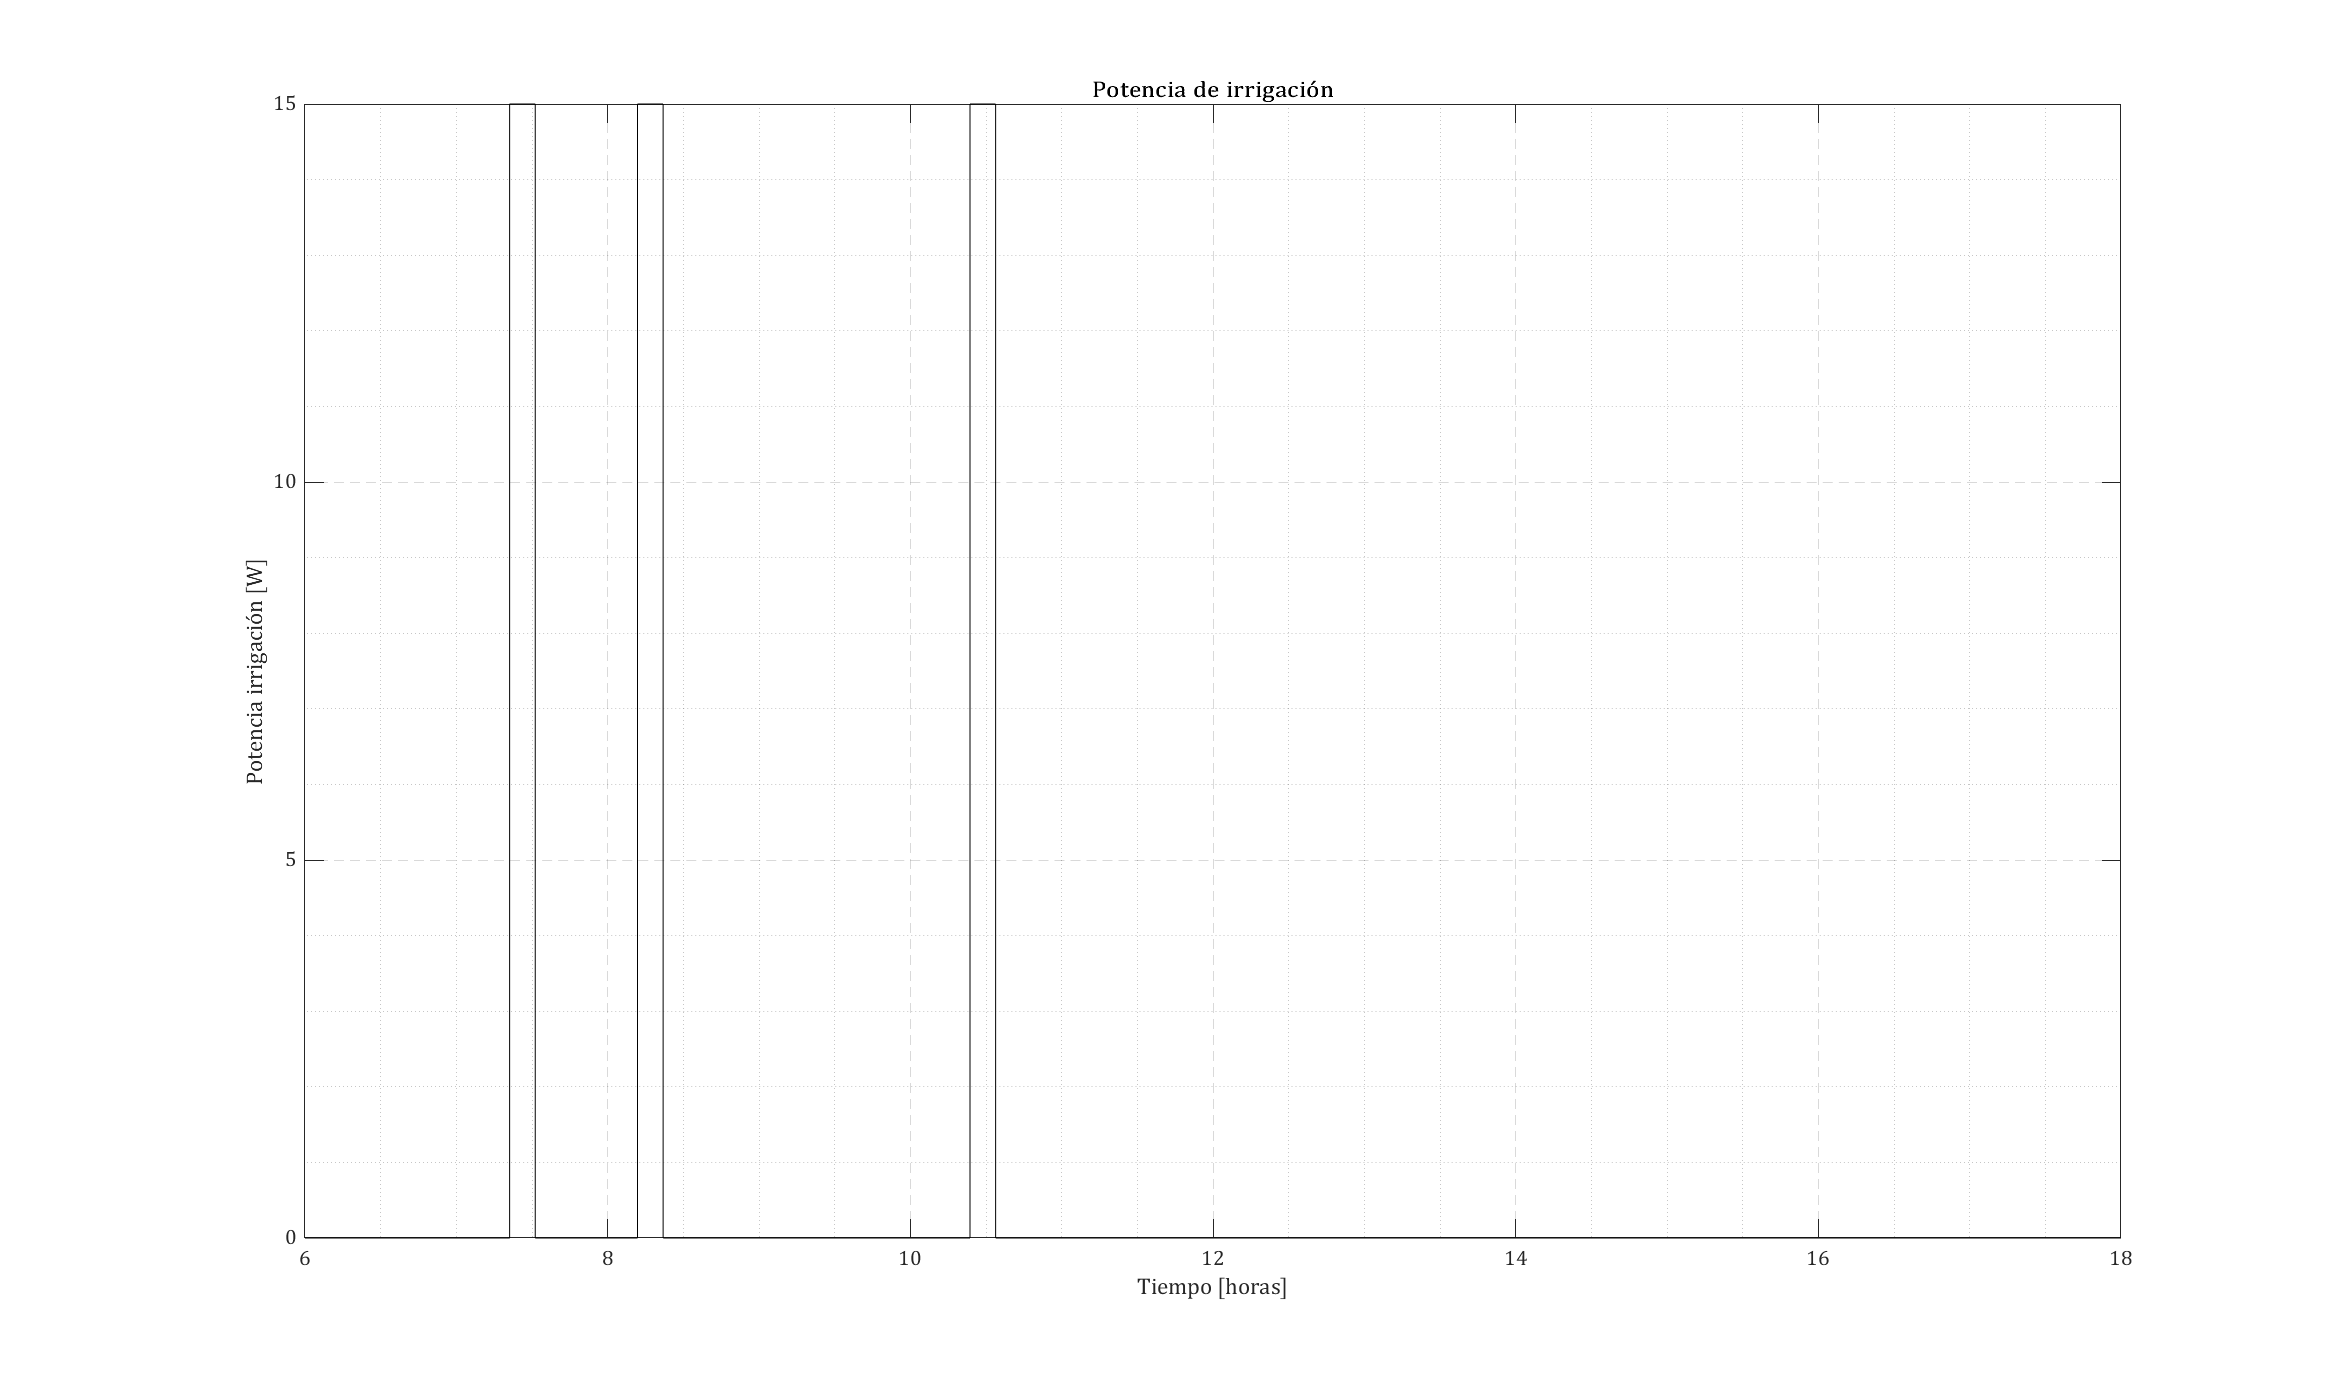 Potencia de irrigación
15
10
5
0
Potencia irrigación [W]
6 8 10 12 14 16 18
Tiempo [horas]